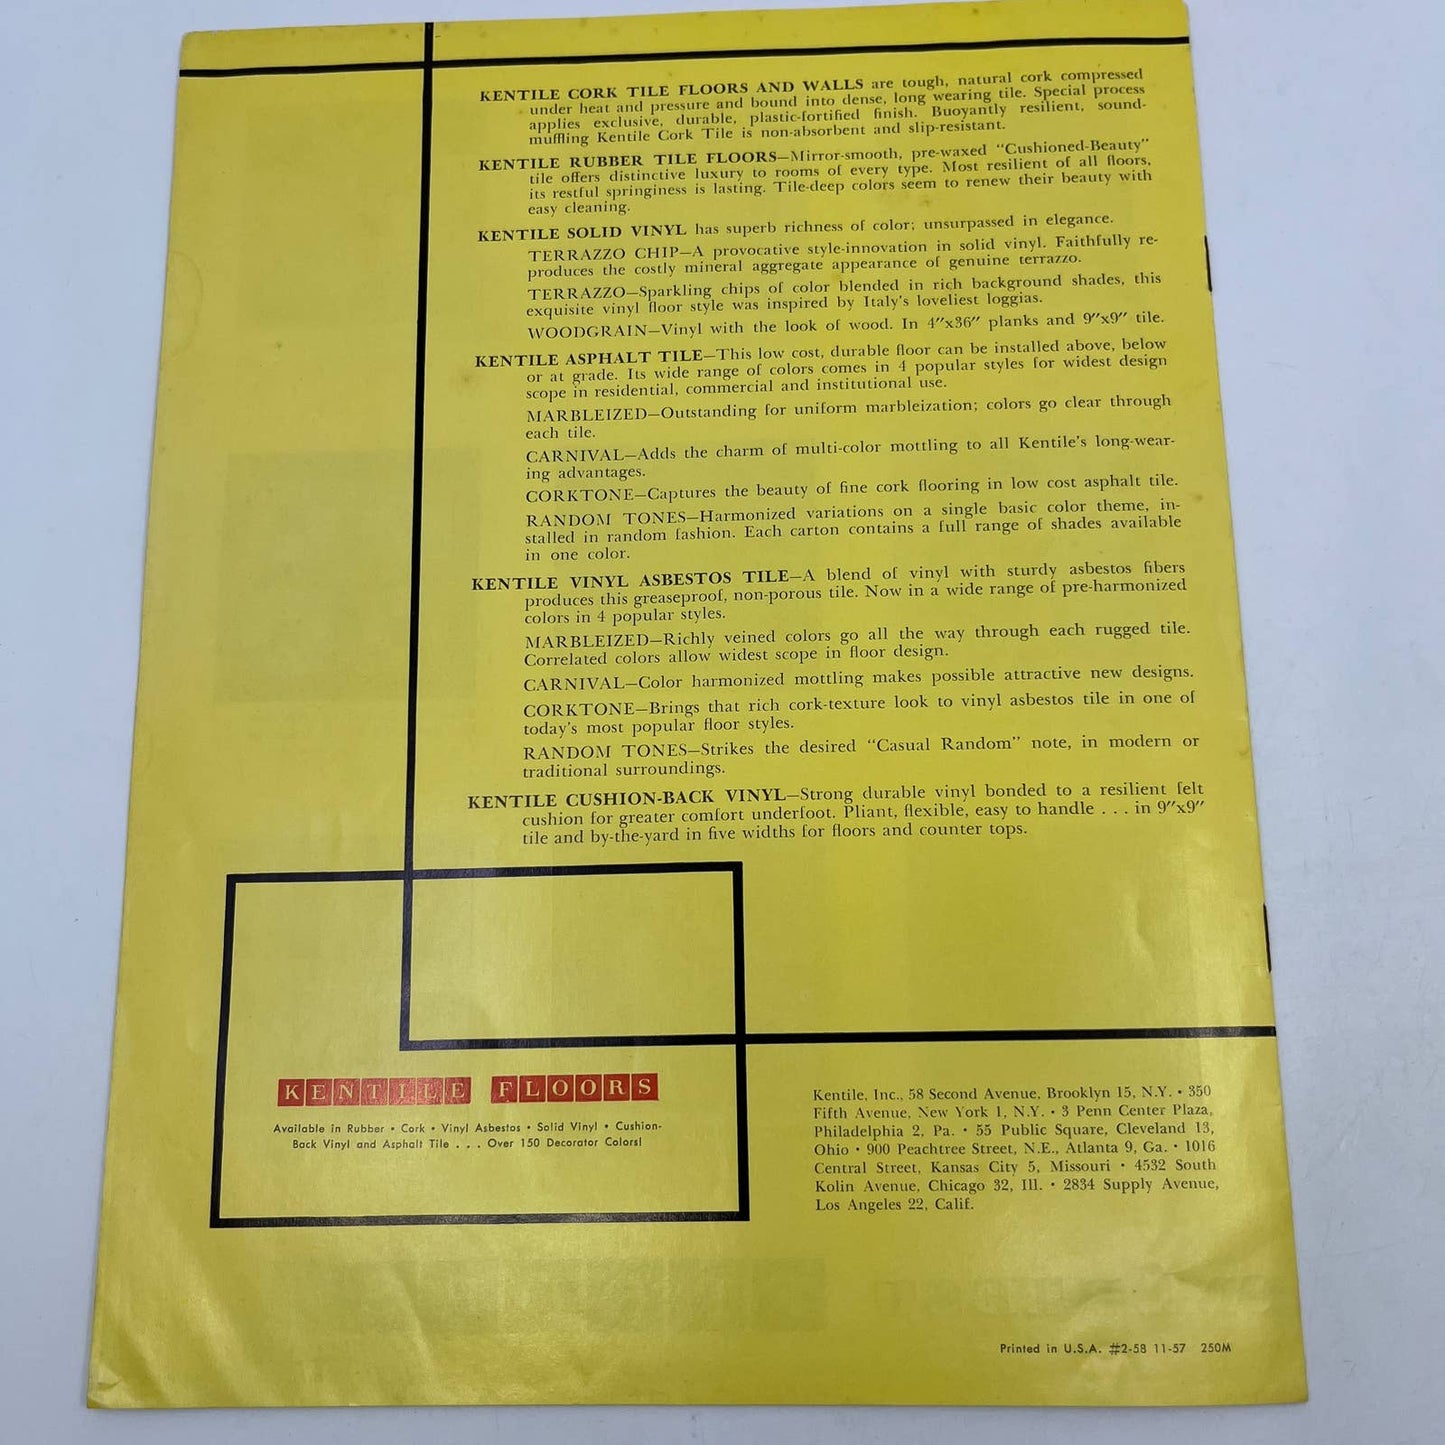 KENTILE CORK TILE FLOORS AND WALLS are tough, natural cork compressed
under heat and pressure and bound into dense, long wearing tile. Special process
applies exclusive, durable, plastic-fortified finish. Buoyantly resilient, sound-
muffling Kentile Cork Tile is non-absorbent and slip-resistant.
KENTILE RUBBER TILE FLOORS—Mirror-smooth, pre-waxed "Cushioned-Beauty"
tile offers distinctive luxury to rooms of every type. Most resilient of all floors,
its restful springiness is lasting. Tile-deep colors seem to renew their beauty with
easy cleaning.
KENTILE SOLID VINYL has superb richness of color; unsurpassed in elegance.
TERRAZZO CHIP—A provocative style-innovation in solid vinyl. Faithfully re-
produces the costly mineral aggregate appearance of genuine terrazzo.
TERRAZZO—Sparkling chips of color blended in rich background shades, this
exquisite vinyl floor style was inspired by Italy's loveliest loggias.
WOODGRAIN—Vinyl with the look of wood. In 4"x36" planks and 9"x9" tile.
KENTILE ASPHALT TILE—This low cost, durable floor can be installed above, below
or at grade. Its wide range of colors comes in 4 popular styles for widest design
scope in residential, commercial and institutional use.
MARBLEIZED—Outstanding for uniform marbleization; colors go clear through
each tile.
CARNIVAL—Adds the charm of multi-color mottling to all Kentile's long-wear-
ing advantages.
CORKTONE—Captures the beauty of fine cork flooring in low cost asphalt tile.
RANDOM TONES—Harmonized variations on a single basic color theme, in-
stalled in random fashion. Each carton contains a full range of shades available
in one color.
KENTILE VINYL ASBESTOS TILE—A blend of vinyl with sturdy asbestos fibers
produces this greaseproof, non-porous tile. Now in a wide range of pre-harmonized
colors in 4 popular styles.
MARBLEIZED—Richly veined colors go all the way through each rugged tile.
Correlated colors allow widest scope in floor design.
CARNIVAL—Color harmonized mottling makes possible attractive new designs.
CORKTONE—Brings that rich cork-texture look to vinyl asbestos tile in one of
today's most popular floor styles.
RANDOM TONES—Strikes the desired "Casual Random" note, in modern or
traditional surroundings.
KENTILE CUSHION-BACK VINYL—Strong durable vinyl bonded to a resilient felt
cushion for greater comfort underfoot. Pliant, flexible, easy to handle . . . in 9"x9"
tile and by-the-yard in five widths for floors and counter tops.
KENTILE FLOORS
Available in Rubber • Cork • Vinyl Asbestos • Solid Vinyl • Cushion-
Back Vinyl and Asphalt Tile . . . Over 150 Decorator Colors!
Kentile, Inc., 58 Second Avenue, Brooklyn 15, N.Y. • 350
Fifth Avenue, New York 1, N.Y. • 3 Penn Center Plaza,
Philadelphia 2, Pa. • 55 Public Square, Cleveland 13,
Ohio • 900 Peachtree Street, N.E., Atlanta 9, Ga. • 1016
Central Street, Kansas City 5, Missouri • 4532 South
Kolin Avenue, Chicago 32, Ill. • 2834 Supply Avenue,
Los Angeles 22, Calif.
Printed in U.S.A. #2-58 11-57 250M